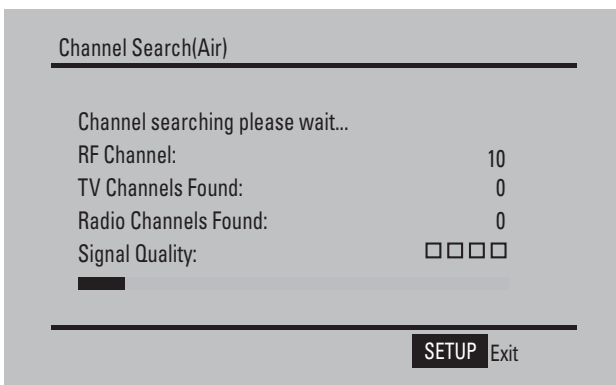 Channel Search(Air)
Channel searching please wait...
RF Channel: 10
TV Channels Found: 0
Radio Channels Found: 0
Signal Quality: □□□□
SETUP Exit